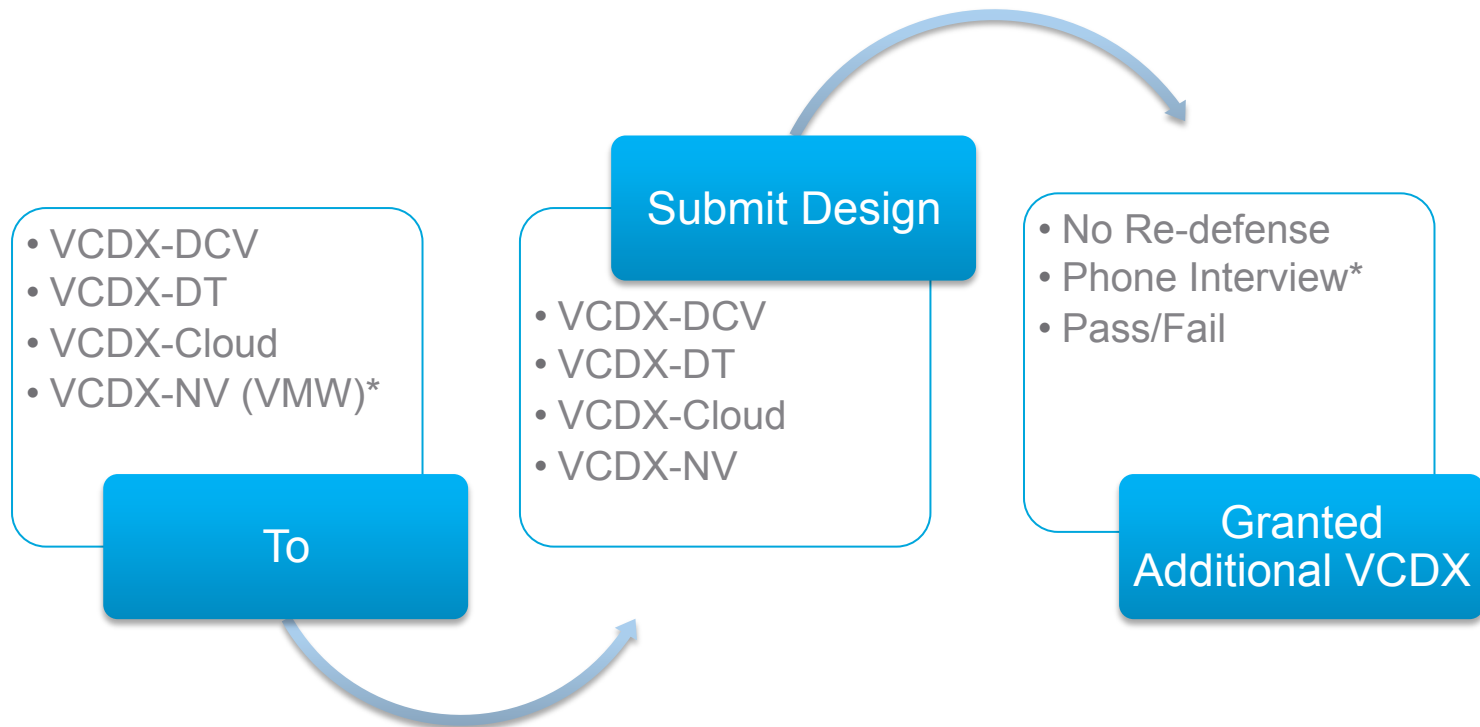 • VCDX-DCV
• VCDX-DT
• VCDX-Cloud
• VCDX-NV (VMW)*
To
Submit Design
• VCDX-DCV
• VCDX-DT
• VCDX-Cloud
• VCDX-NV
• No Re-defense
• Phone Interview*
• Pass/Fail
Granted
Additional VCDX